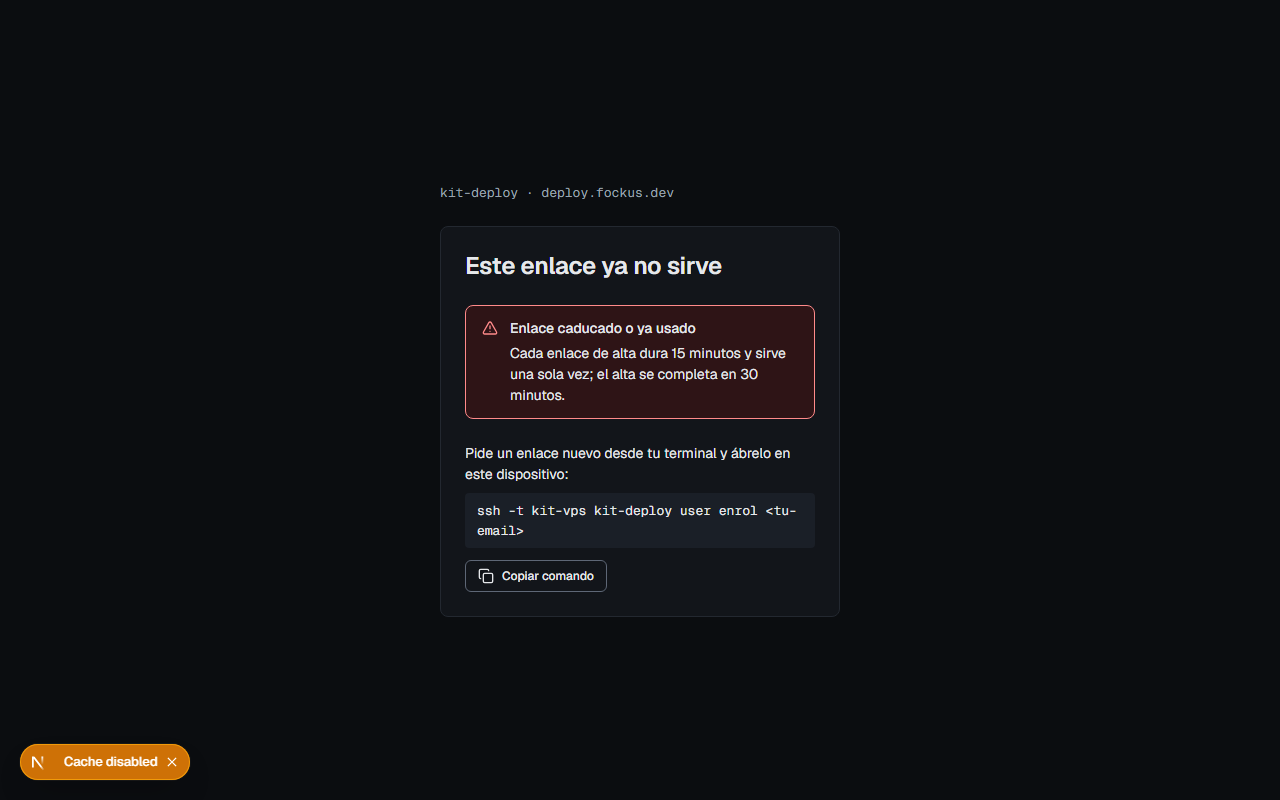 kit-deploy · deploy.fockus.dev
Este enlace ya no sirve
Enlace caducado o ya usado
Cada enlace de alta dura 15 minutos y sirve
una sola vez; el alta se completa en 30
minutos.
Pide un enlace nuevo desde tu terminal y ábrelo en
este dispositivo:
ssh -t kit-vps kit-deploy user enrol <tu-
email>
Copiar comando
Cache disabled